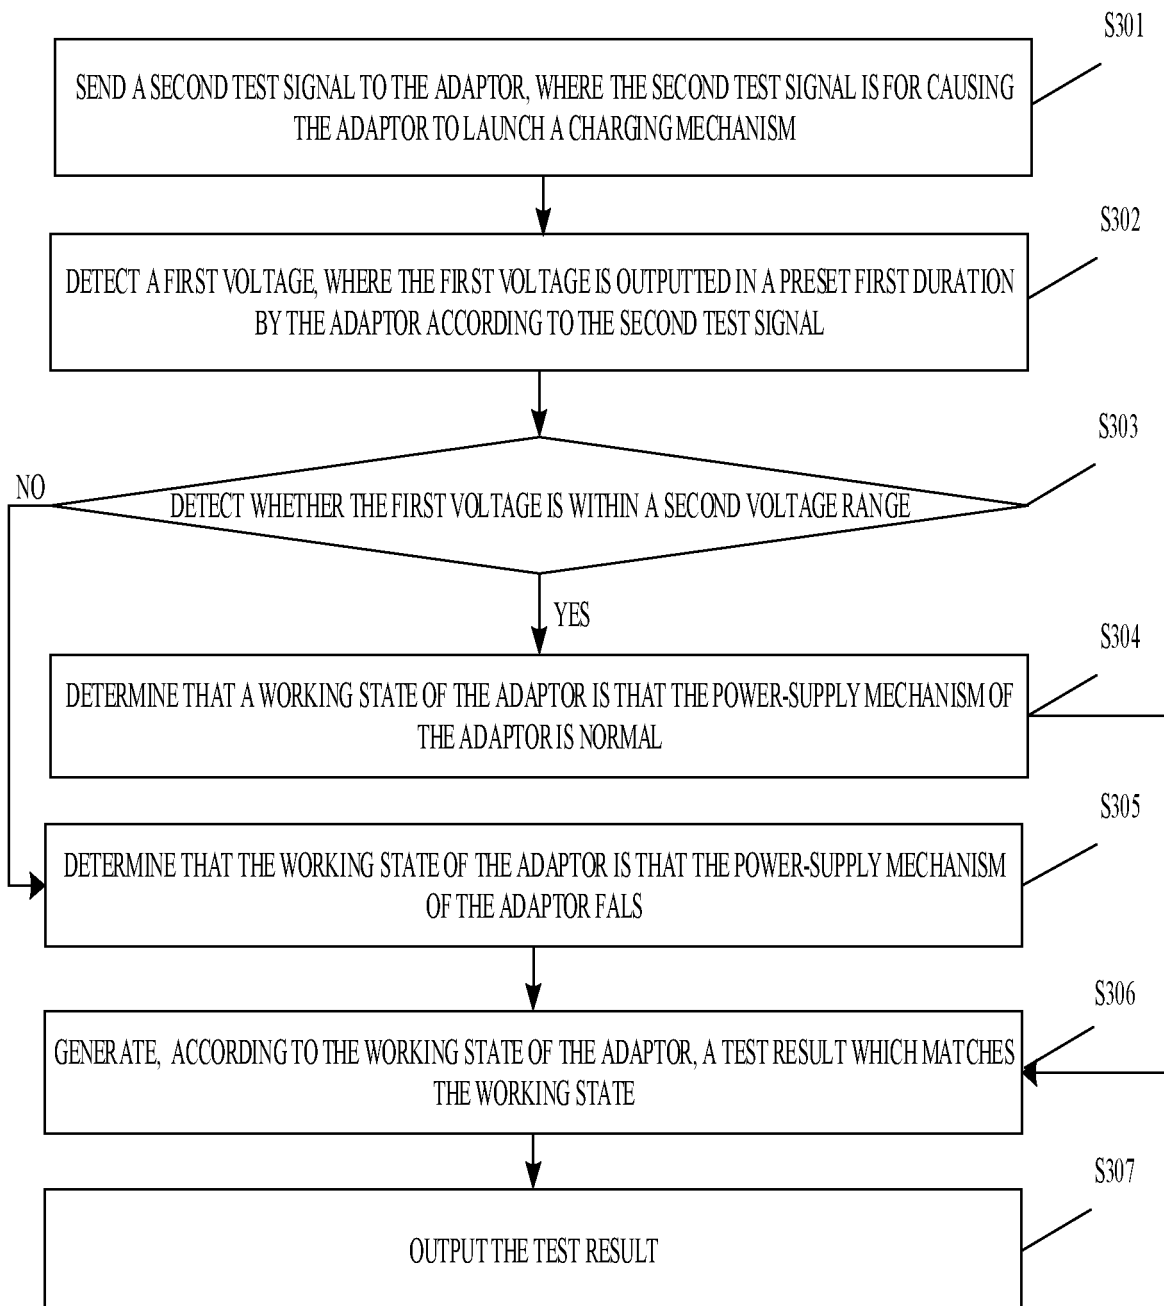 S301
SEND A SECOND TEST SIGNAL TO THE ADAPTOR, WHERE THE SECOND TEST SIGNAL IS FOR CAUSING
THE ADAPTOR TO LAUNCH A CHARGING MECHANISM
S302
DETECT A FIRST VOLTAGE, WHERE THE FIRST VOLTAGE IS OUTPUTTED IN A PRESET FIRST DURATION
BY THE ADAPTOR ACCORDING TO THE SECOND TEST SIGNAL
S303
NO
DETECT WHETHER THE FIRST VOLTAGE IS WITHIN A SECOND VOLTAGE RANGE
YES
S304
DETERMINE THAT A WORKING STATE OF THE ADAPTOR IS THAT THE POWER-SUPPLY MECHANISM OF
THE ADAPTOR IS NORMAL
S305
DETERMINE THAT THE WORKING STATE OF THE ADAPTOR IS THAT THE POWER-SUPPLY MECHANISM
OF THE ADAPTOR FALS
S306
GENERATE, ACCORDING TO THE WORKING STATE OF THE ADAPTOR, A TEST RESULT WHICH MATCHES
THE WORKING STATE
S307
OUTPUT THE TEST RESULT